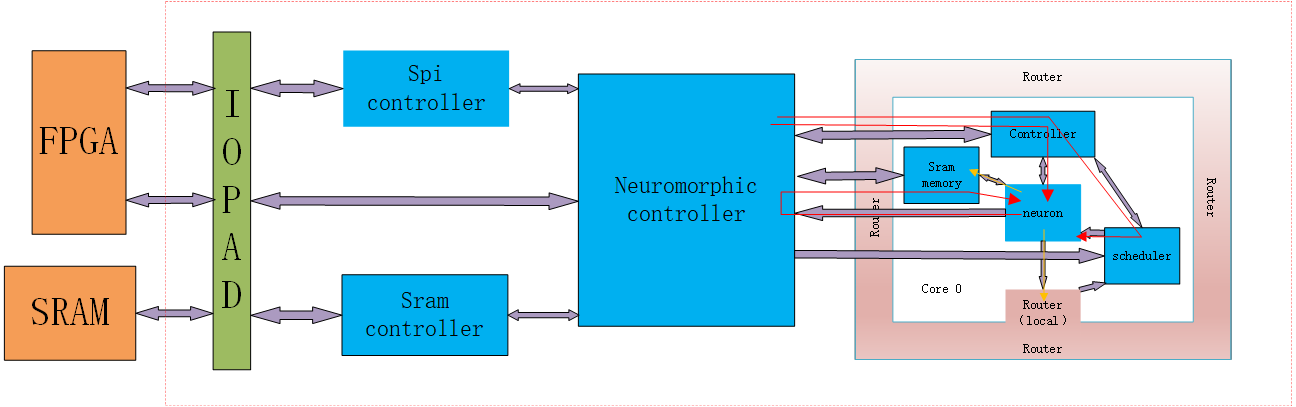 FPGA
SRAM
I
O
P
A
D
Spi
controller
Sram
controller
Neuromorphic
controller
Router
Router
Router
Router
Controller
Sram
memory
neuron
scheduler
Core 0
Router
(local)